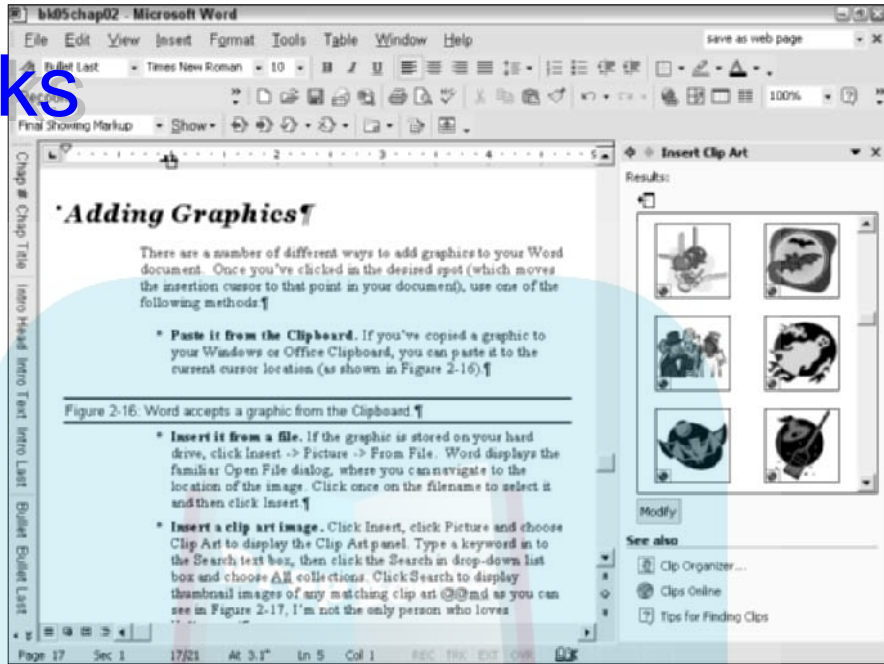 bk05chap02 - Microsoft Word
File Edit View Insert Format Tools Table Window Help save as web page
Bullet Last Times New Roman 10 B I U
ks
100%
Final Showing Markup Show
2 3 4 5
Insert Clip Art
Results:
Chap # Chap Title Intro Head Intro Text Intro Last Bullet Bullet Last
Adding Graphics¶
There are a number of different ways to add graphics to your Word
document. Once you've clicked in the desired spot (which moves
the insertion cursor to that point in your document), use one of the
following methods:¶
* Paste it from the Clipboard. If you've copied a graphic to
your Windows or Office Clipboard, you can paste it to the
current cursor location (as shown in Figure 2-16).¶
Figure 2-16: Word accepts a graphic from the Clipboard.¶
* Insert it from a file. If the graphic is stored on your hard
drive, click Insert -> Picture -> From File. Word displays the
familiar Open File dialog, where you can navigate to the
location of the image. Click once on the filename to select it
and then click Insert.¶
* Insert a clip art image. Click Insert, click Picture and choose
Clip Art to display the Clip Art panel. Type a keyword in to
the Search text box, then click the Search in drop-down list
box and choose All collections. Click Search to display
thumbnail images of any matching clip art @@md as you can
see in Figure 2-17, I'm not the only person who loves
Modify
See also
Clip Organizer...
Clips Online
Tips for Finding Clips
Page 17 Sec 1 17/21 At 3.1" Ln 5 Col 1 REC TRK EXT OVR